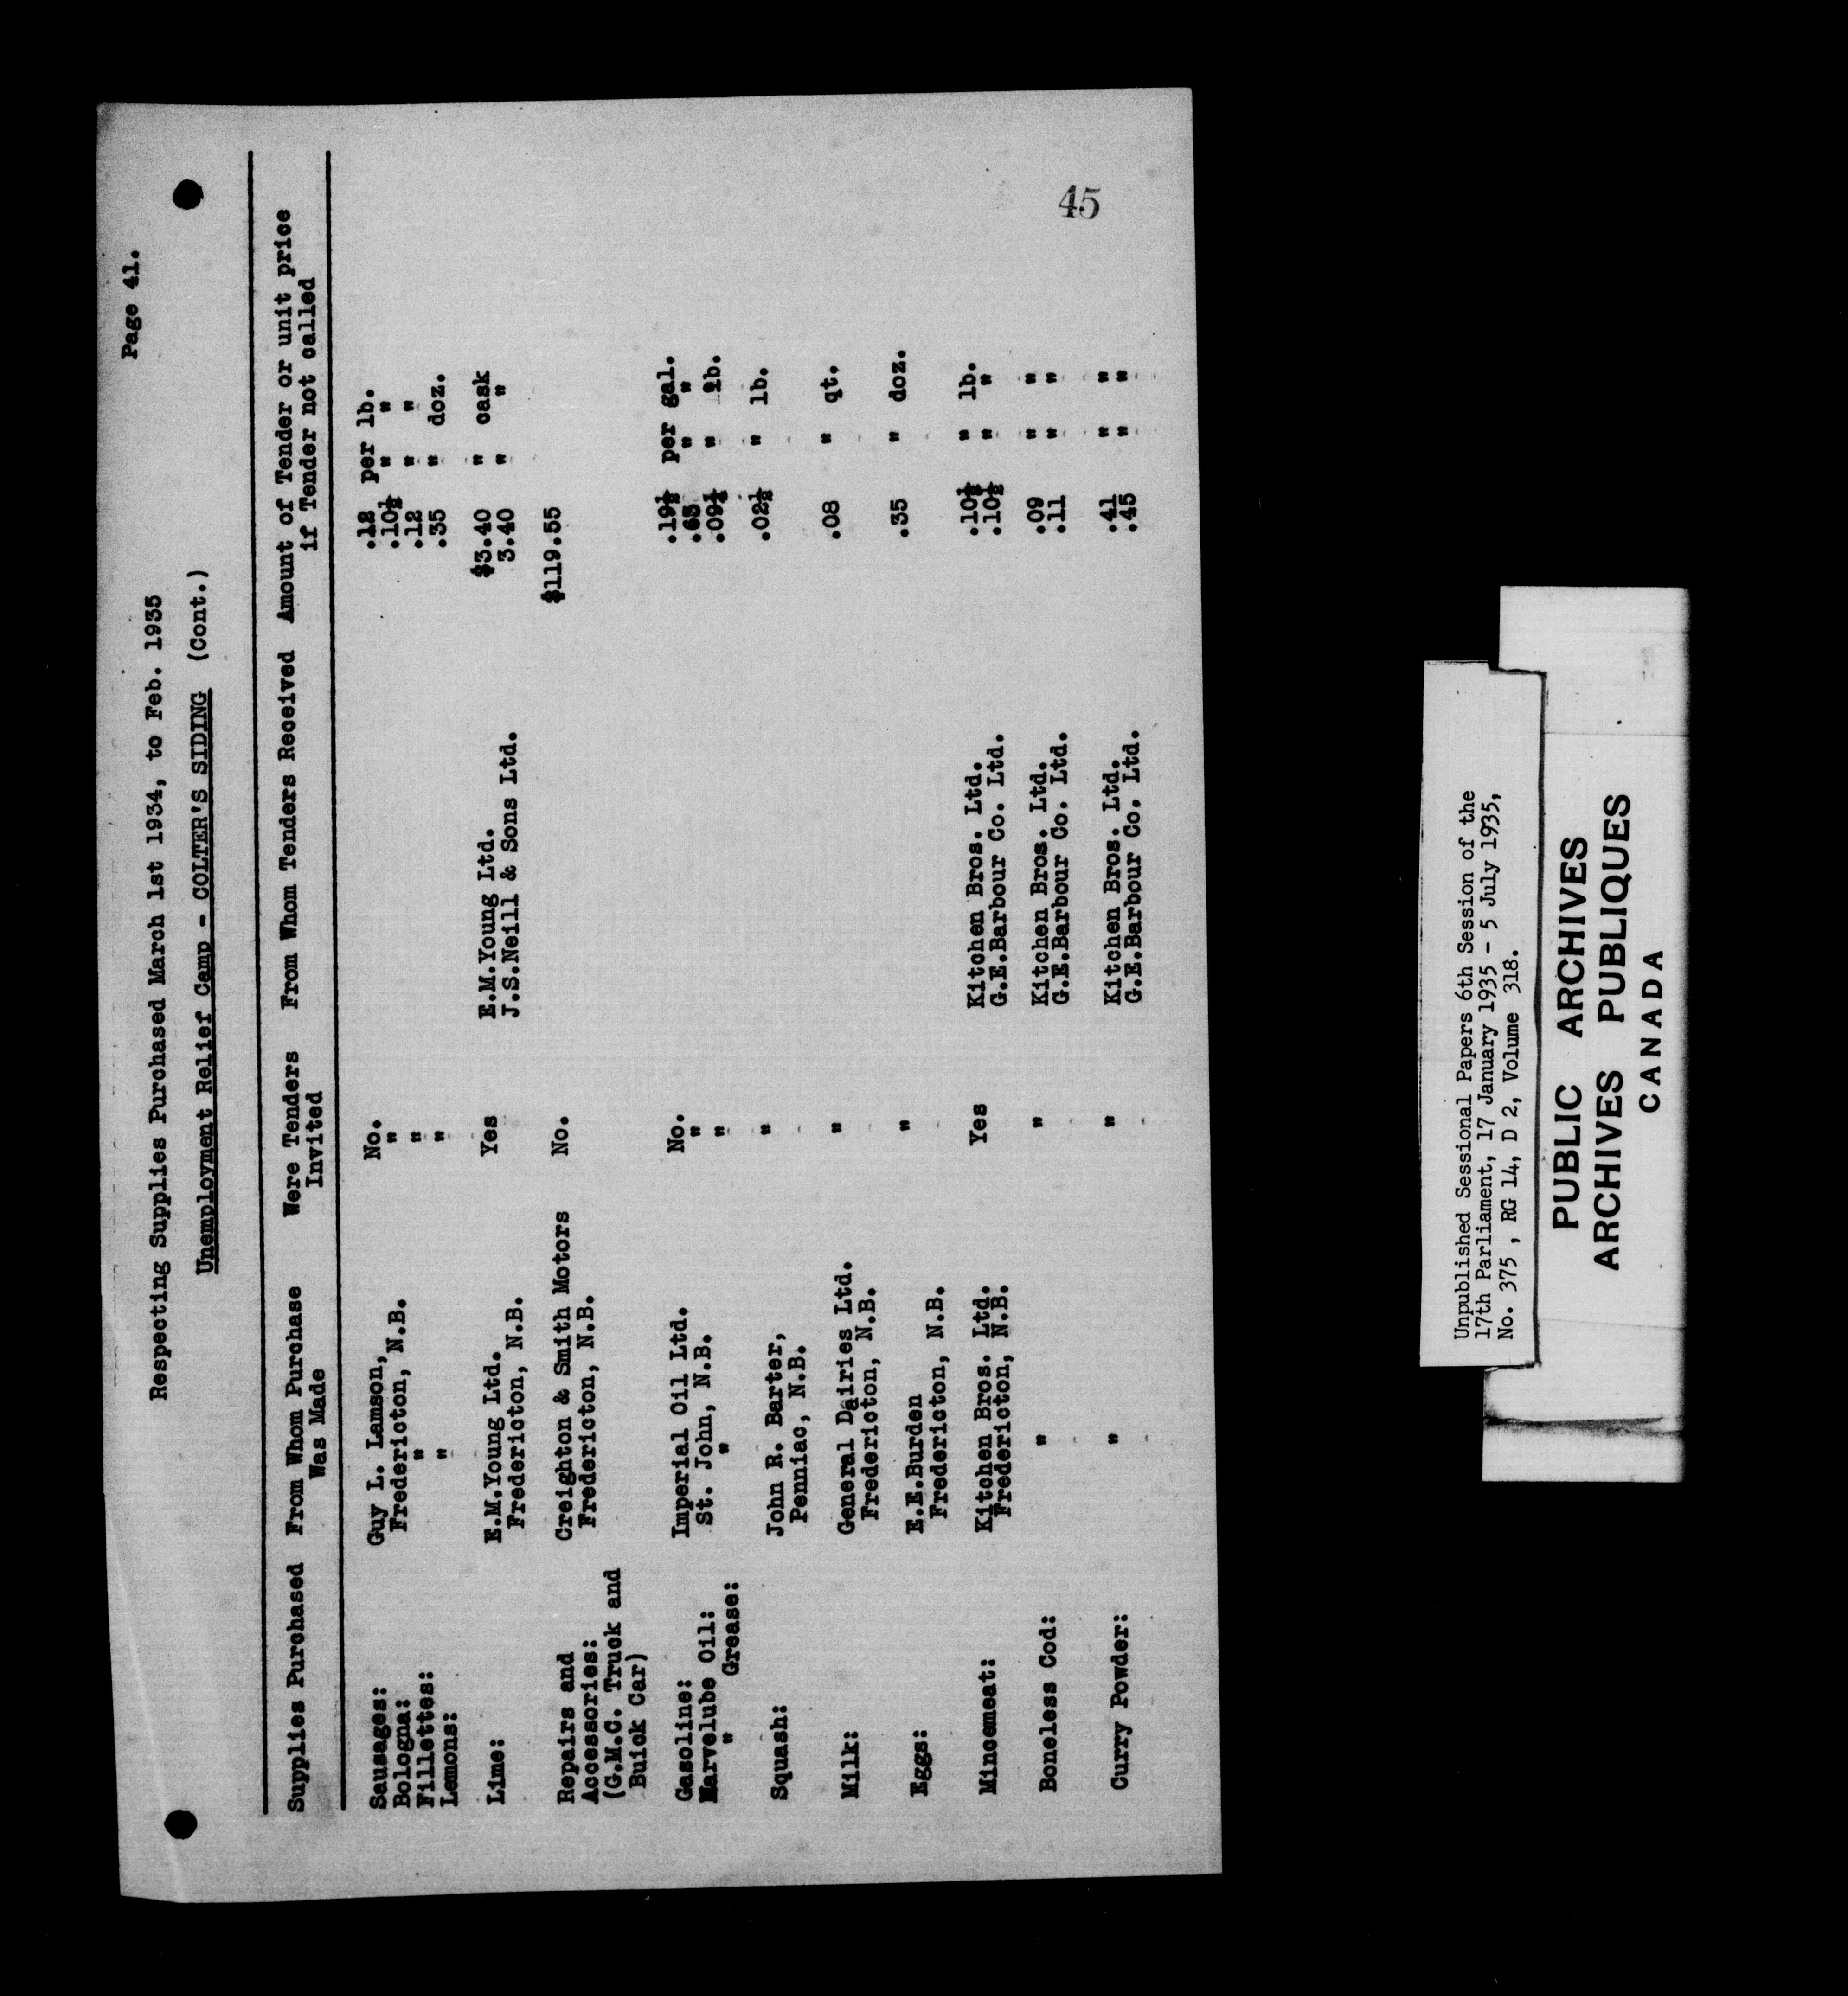 Page 41.
Respecting Supplies Purchased March 1st 1934, to Feb. 1935
Unemployment Relief Camp - COLTER'S SIDING (Cont.)
Supplies Purchased From Whom Purchase Were Tenders From Whom Tenders Received Amount of Tender or unit price
Was Made Invited if Tender not called
Sausages: Guy L. Lamson, No. .12 per lb.
Bologna: Fredericton, N.B. " .10½ " "
Fillettes: " " .12 " "
Lemons: " " .35 " doz.
Lime: E.M.Young Ltd. Yes E.M.Young Ltd. $3.40 " cask
Fredericton, N.B. J.S.Neill & Sons Ltd. 3.40 " "
Repairs and Creighton & Smith Motors No. $119.55
Accessories: Fredericton, N.B.
(G.M.C. Truck and
Buick Car)
Gasoline: Imperial Oil Ltd. No. .19½ per gal.
Marvelube Oil: St. John, N.B. " .63 " "
" Grease: " " .09¼ " lb.
Squash: John R. Barter, " .02½ " lb.
Penniac, N.B.
Milk: General Dairies Ltd. " .08 " qt.
Fredericton, N.B.
Eggs: E.E.Burden " .35 " doz.
Fredericton, N.B.
Mincemeat: Kitchen Bros. Ltd. Yes Kitchen Bros. Ltd. .10½ " lb.
Fredericton, N.B. G.E.Barbour Co. Ltd. .10½ " "
Boneless Cod: " " Kitchen Bros. Ltd. .09 " "
G.E.Barbour Co. Ltd. .11 " "
Curry Powder: " " Kitchen Bros. Ltd. .41 " "
G.E.Barbour Co. Ltd. .45 " "
45
Unpublished Sessional Papers 6th Session of the
17th Parliament, 17 January 1935 - 5 July 1935,
No. 375 , RG 14, D 2, Volume 318.
PUBLIC ARCHIVES
ARCHIVES PUBLIQUES
CANADA